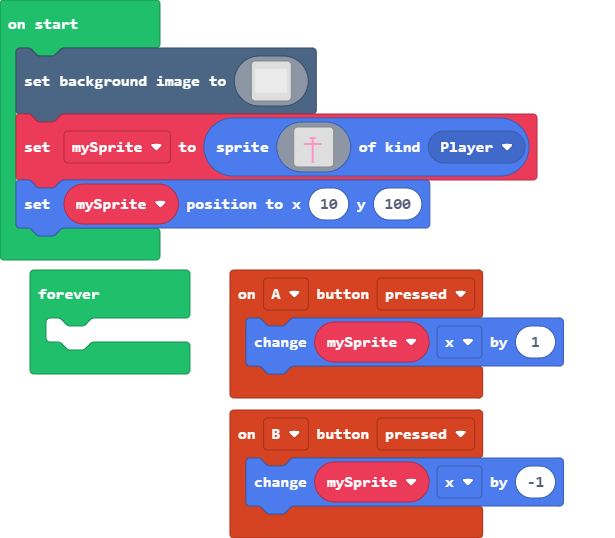 on start
set background image to
set mySprite to sprite of kind Player
set mySprite position to x 10 y 100
forever
on A button pressed
change mySprite x by 1
on B button pressed
change mySprite x by -1